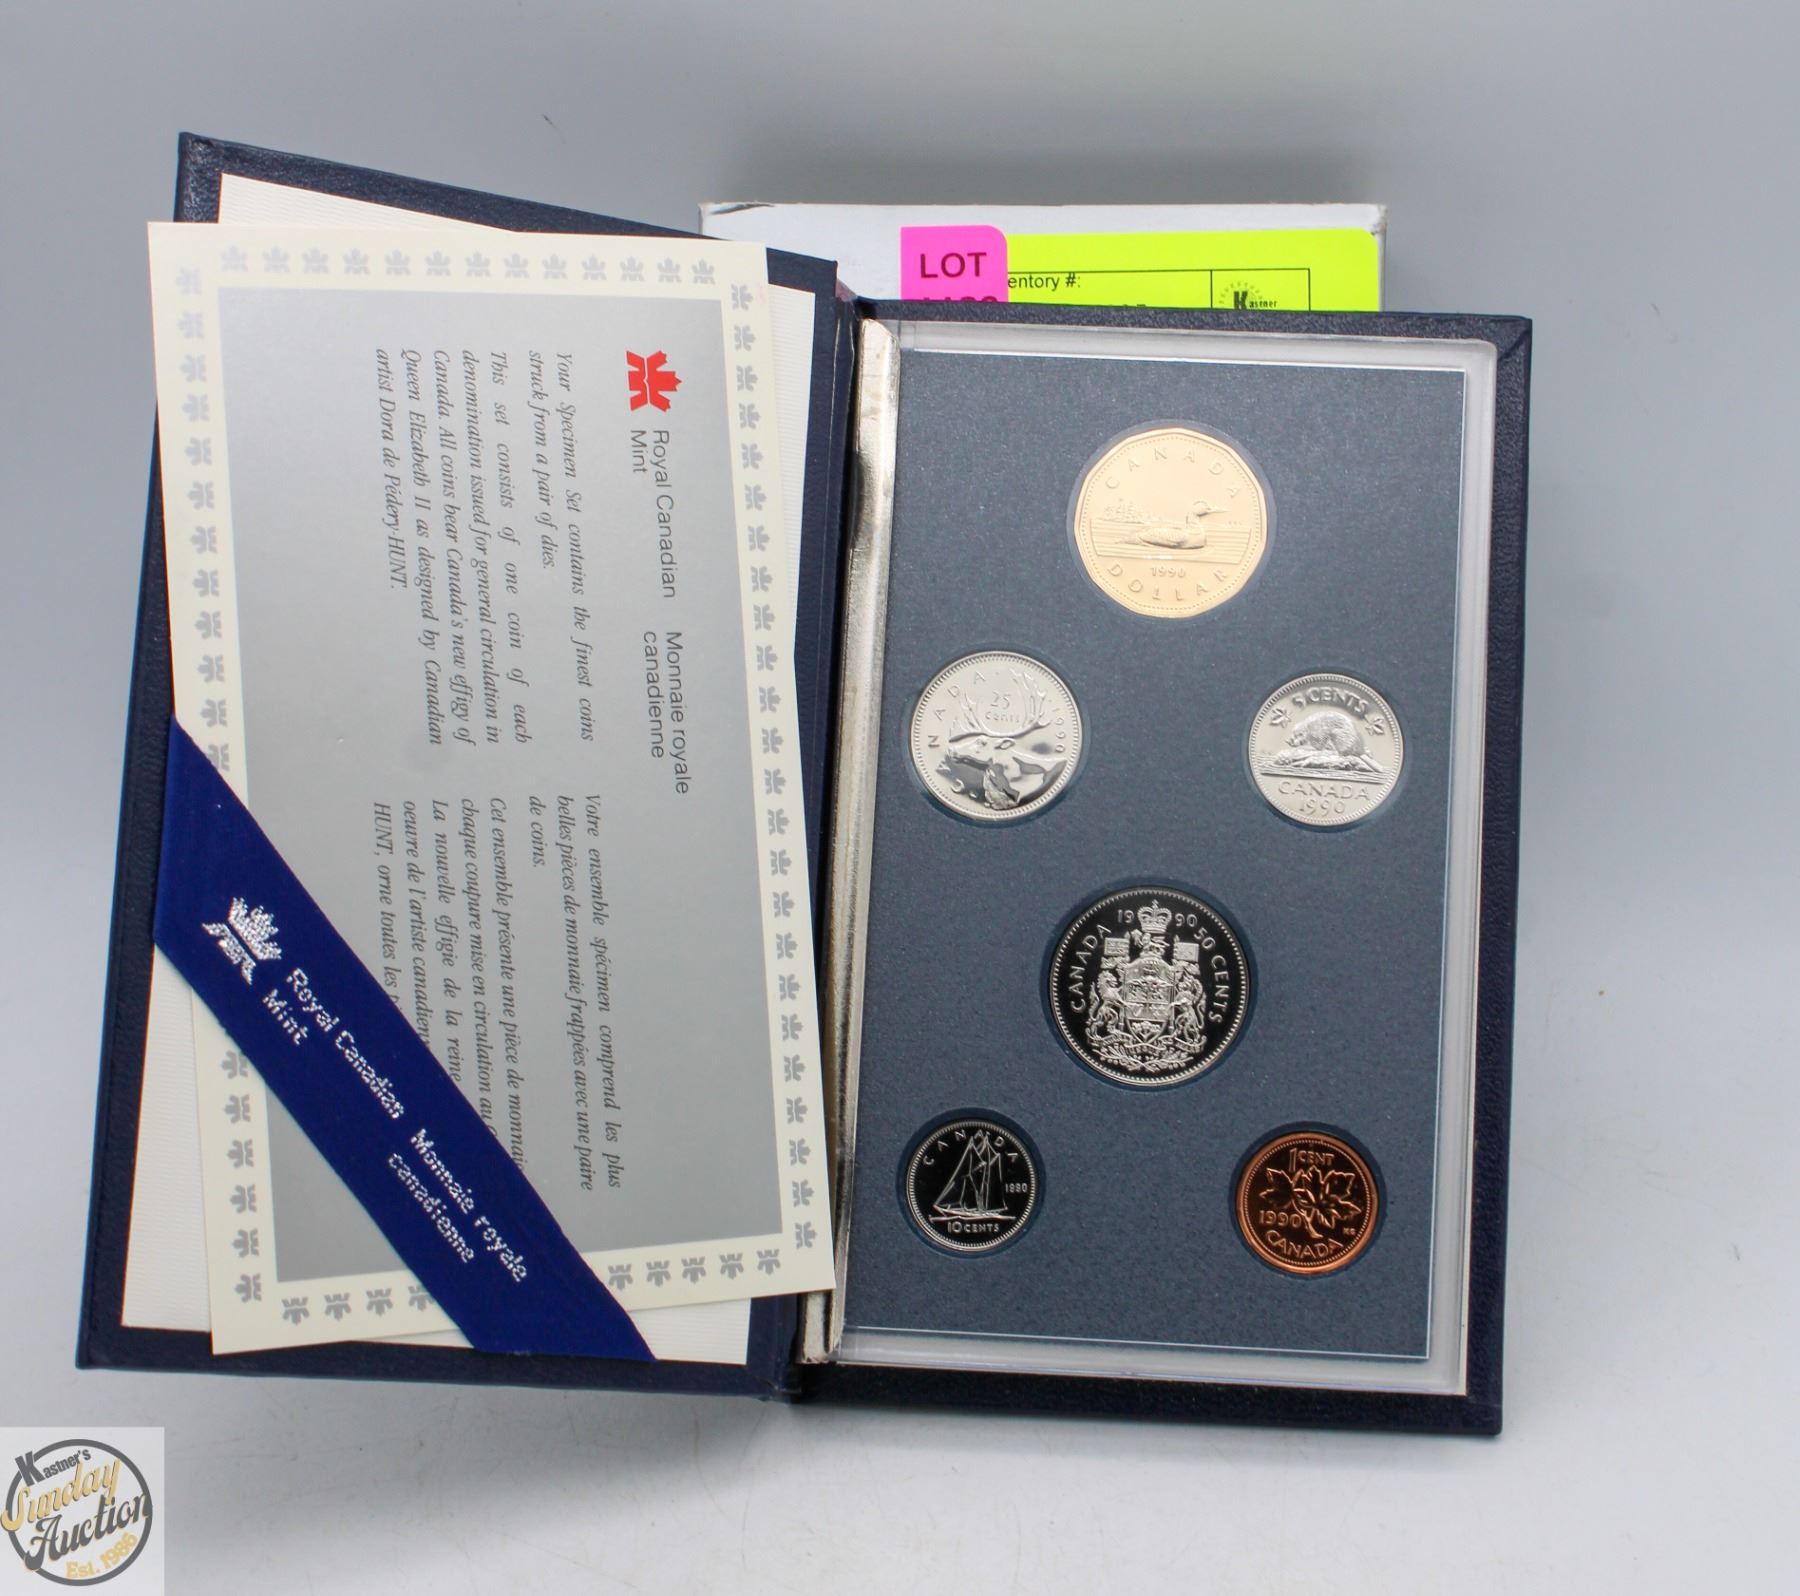 LOT
entory #:
Kastner
Royal Canadian
Mint
Monnaie royale
canadienne
Your Specimen Set contains the finest coins
struck from a pair of dies.
This set consists of one coin of each
denomination issued for general circulation in
Canada. All coins bear Canada's new effigy of
Queen Elizabeth II as designed by Canadian
artist Dora de Pédery-HUNT.
Votre ensemble spécimen comprend les plus
belles pièces de monnaie frappées avec une paire
de coins.
Cet ensemble présente une pièce de monnaie
chaque coupure mise en circulation au
La nouvelle effigie de la reine
oeuvre de l'artiste canadien
HUNT, orne toutes les
Royal Canadian
Mint
Monnaie royale
canadienne
CANADA
1990
DOLLAR
CANADA 1990
25
cents
5 CENTS
CANADA
1990
CANADA 1990 50 CENTS
CANADA
1990
10 CENTS
1 CENT
1990
CANADA
Kastner's
Sunday
Auction
Est. 1986